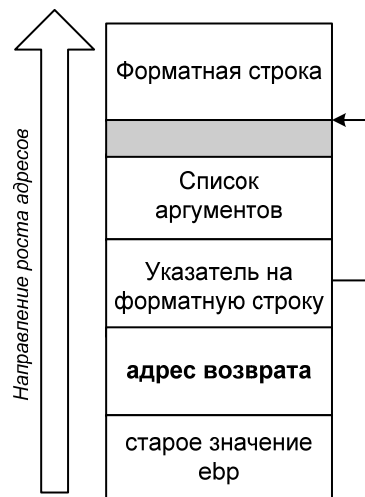 Направление роста адресов
Форматная строка
Список
аргументов
Указатель на
форматную строку
адрес возврата
старое значение
ebp